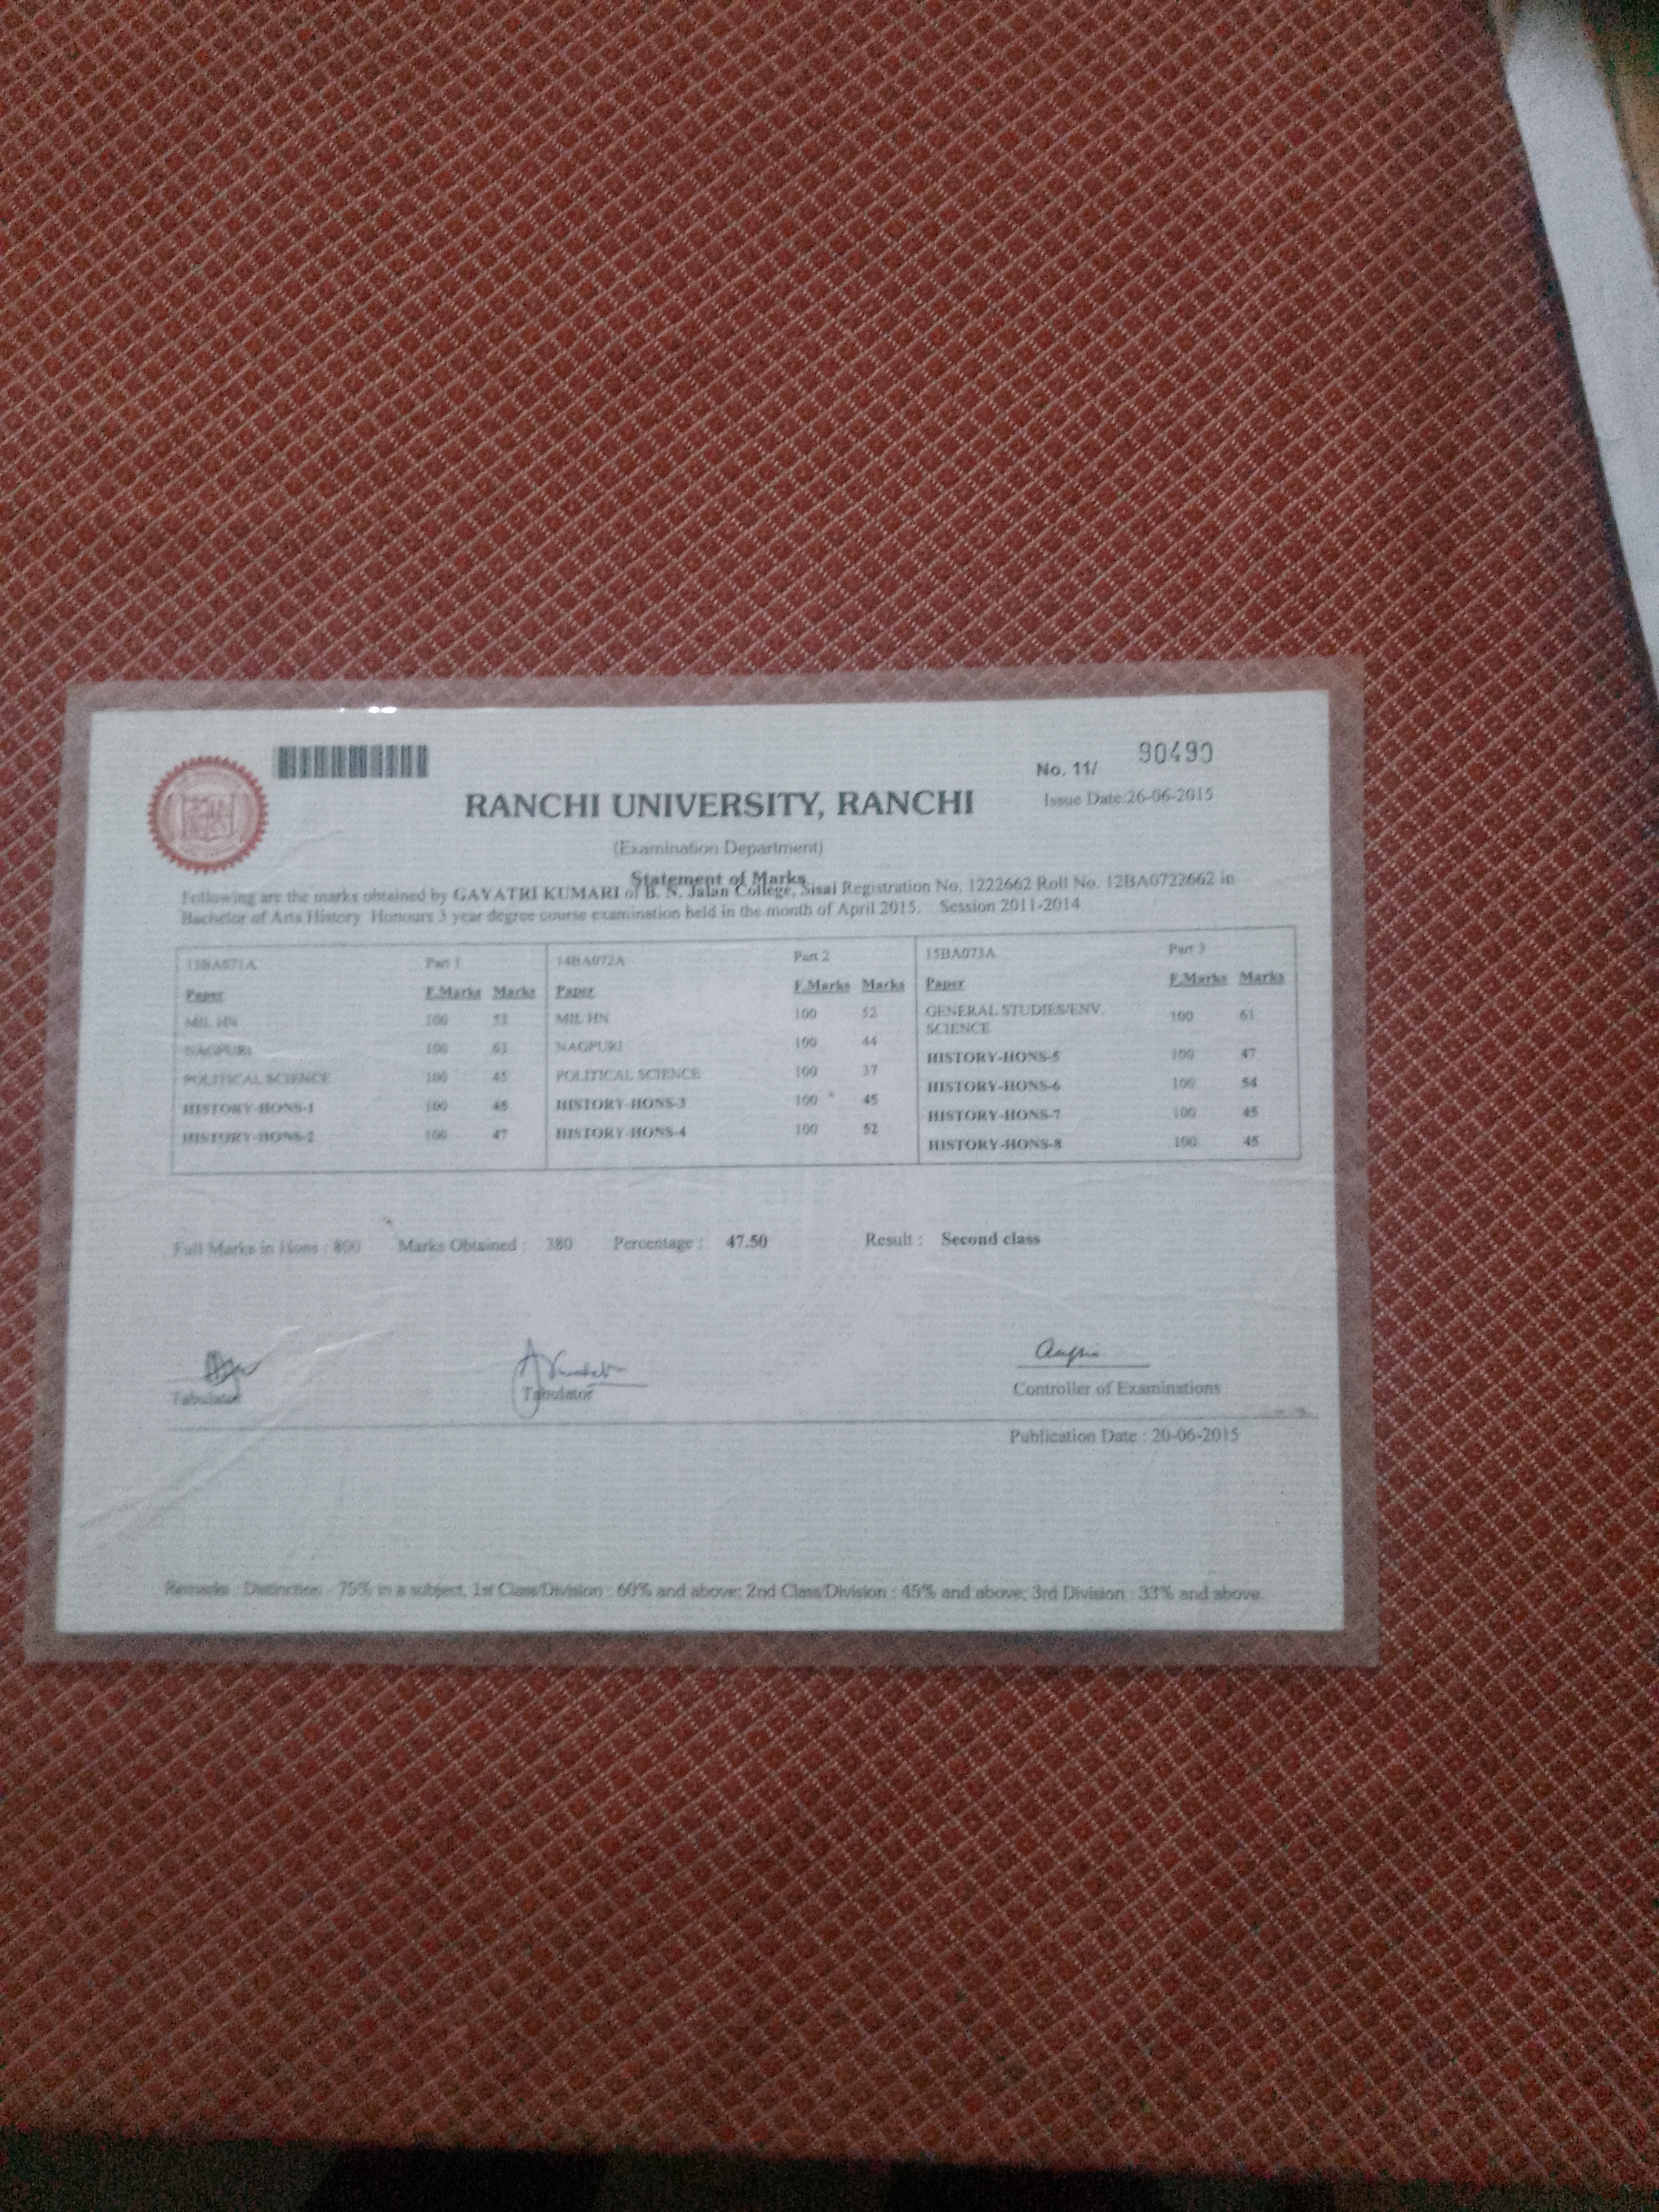 No. 11/ 90490
Issue Date:26-06-2015
RANCHI UNIVERSITY, RANCHI
(Examination Department)
Statement of Marks
Following are the marks obtained by GAYATRI KUMARI of B. N. Jalan College, Sisai Registration No. 1222662 Roll No. 12BA0722662 in
Bachelor of Arts History Honours 3 year degree course examination held in the month of April 2015. Session 2011-2014
13BA071A Part 1
Paper F.Marks Marks
MIL HN 100 53
NAGPURI 100 63
POLITICAL SCIENCE 100 45
HISTORY-HONS-1 100
HISTORY-HONS-2 100 47
14BA072A Part 2
Paper F.Marks Marks
MIL HN 100 52
NAGPURI 100 44
POLITICAL SCIENCE 100 37
HISTORY-HONS-3 100 45
HISTORY-HONS-4 100 52
15BA073A Part 3
Paper F.Marks Marks
GENERAL STUDIES/ENV. 100 61
SCIENCE
HISTORY-HONS-5 100 47
HISTORY-HONS-6 100 54
HISTORY-HONS-7 100 45
HISTORY-HONS-8 100 45
Full Marks in Hons : 800 Marks Obtained : 380 Percentage : 47.50 Result : Second class
Tabulator
Tabulator
Controller of Examinations
Publication Date : 20-06-2015
Remarks : Distinction - 75% in a subject, 1st Class/Division : 60% and above; 2nd Class/Division : 45% and above; 3rd Division : 33% and above.